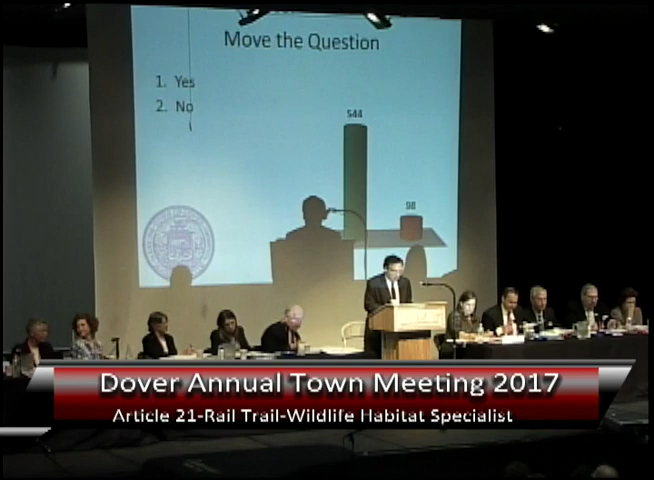 Move the Question
1. Yes
2. No
544
98
Dover Annual Town Meeting 2017
Article 21-Rail Trail-Wildlife Habitat Specialist